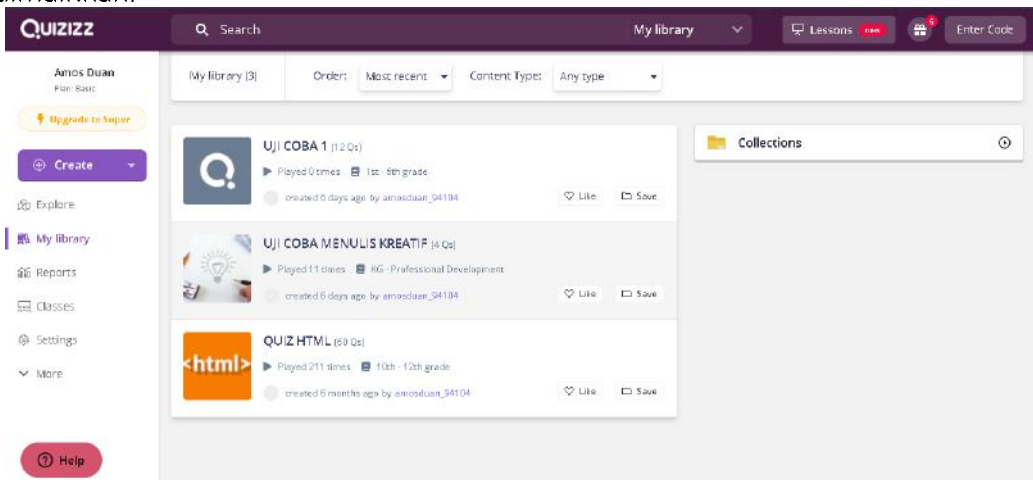 QUIZIZZ
Search
My library
Lessons
6
Enter Code
Amos Duan
Plan: Basic
Upgrade to Super
Create
Explore
My library
Reports
Classes
Settings
More
Help
My library (3)
Order: Most recent
Content Type: Any type
UJI COBA 1 (12 Qs)
Played 0 times 1st - 6th grade
created 6 days ago by amosduan_94104
Like Save
UJI COBA MENULIS KREATIF (4 Qs)
Played 11 times KG - Professional Development
created 6 days ago by amosduan_94104
Like Save
<html>
QUIZ HTML (60 Qs)
Played 211 times 10th - 12th grade
created 6 months ago by amosduan_94104
Like Save
Collections